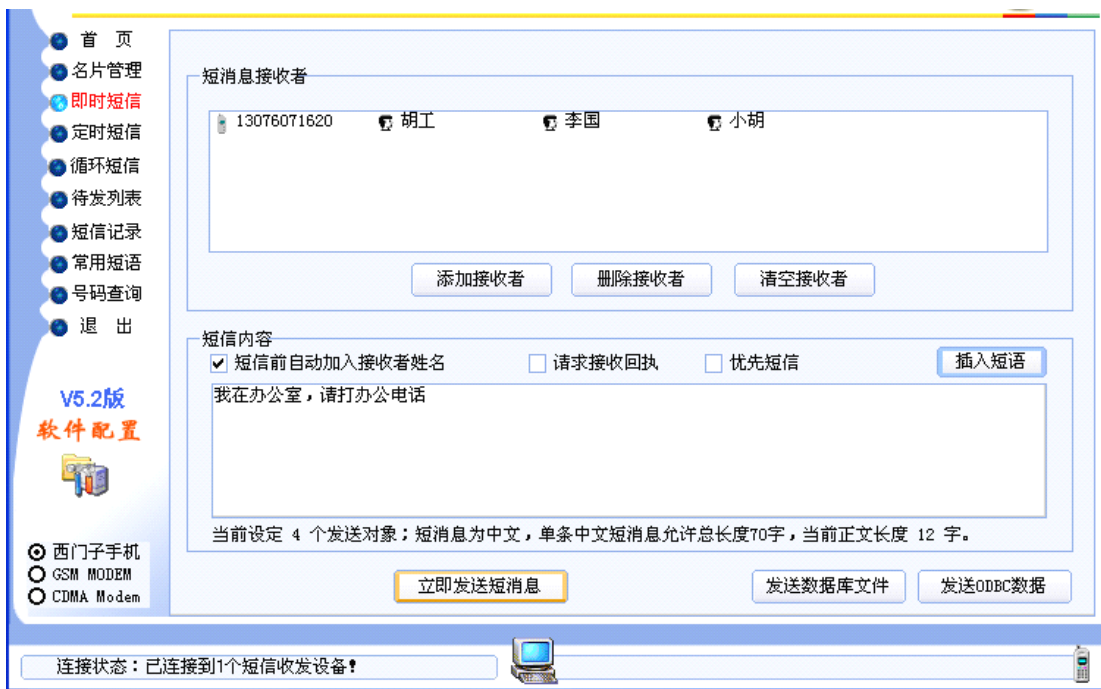 首 页
名片管理
即时短信
定时短信
循环短信
待发列表
短信记录
常用短语
号码查询
退 出
V5.2版
软件配置
西门子手机
GSM MODEM
CDMA Modem
短消息接收者
13076071620 胡工 李国 小胡
添加接收者 删除接收者 清空接收者
短信内容
短信前自动加入接收者姓名 请求接收回执 优先短信 插入短语
我在办公室，请打办公电话
当前设定 4 个发送对象；短消息为中文，单条中文短消息允许总长度70字，当前正文长度 12 字。
立即发送短消息 发送数据库文件 发送ODBC数据
连接状态：已连接到1个短信收发设备！